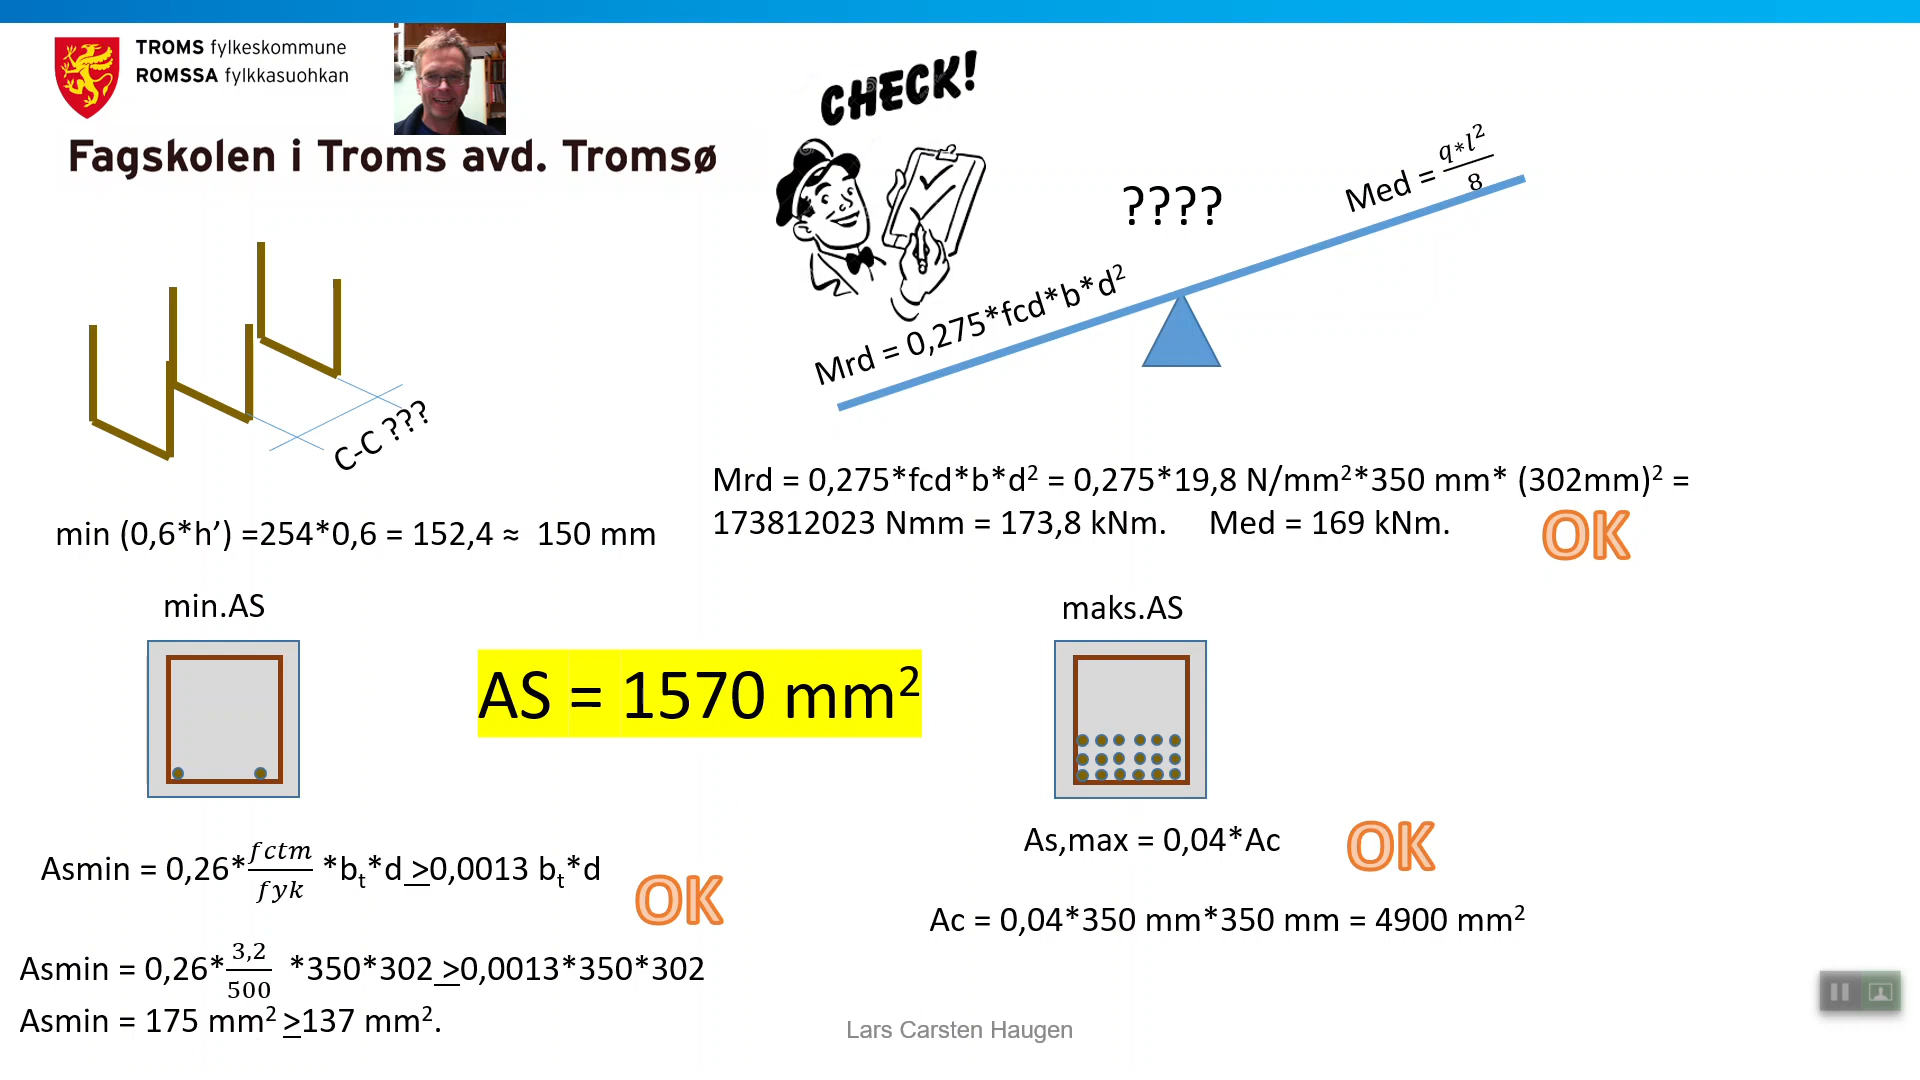 TROMS fylkeskommune
ROMSSA fylkkasuohkan
Fagskolen i Troms avd. Tromsø
CHECK!
????
Med = q*l²/8
Mrd = 0,275*fcd*b*d²
C-C ???
Mrd = 0,275*fcd*b*d² = 0,275*19,8 N/mm²*350 mm* (302mm)² =
173812023 Nmm = 173,8 kNm. Med = 169 kNm.
OK
min (0,6*h’) =254*0,6 = 152,4 ≈ 150 mm
min.AS
maks.AS
AS = 1570 mm²
Asmin = 0,26*fctm/fyk *bt*d >0,0013 bt*d
OK
As,max = 0,04*Ac
OK
Ac = 0,04*350 mm*350 mm = 4900 mm²
Asmin = 0,26*3,2/500 *350*302 >0,0013*350*302
Asmin = 175 mm² >137 mm².
Lars Carsten Haugen